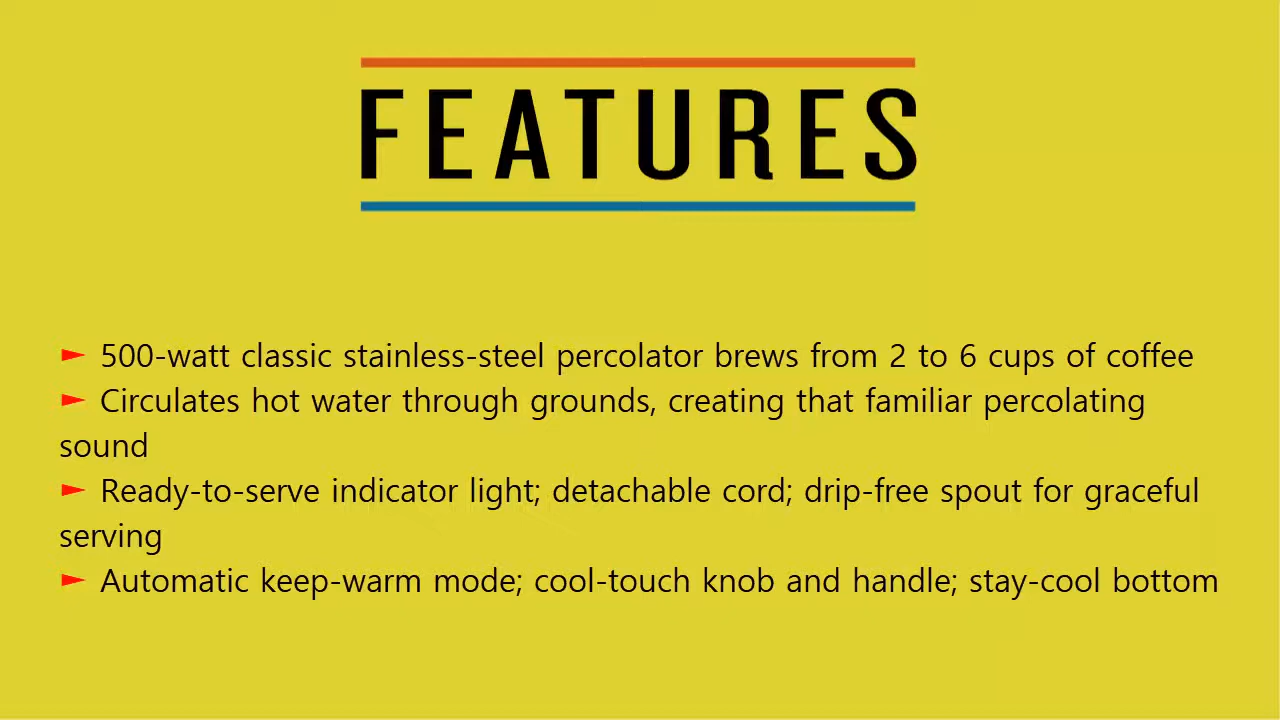 FEATURES
► 500-watt classic stainless-steel percolator brews from 2 to 6 cups of coffee
► Circulates hot water through grounds, creating that familiar percolating
sound
► Ready-to-serve indicator light; detachable cord; drip-free spout for graceful
serving
► Automatic keep-warm mode; cool-touch knob and handle; stay-cool bottom